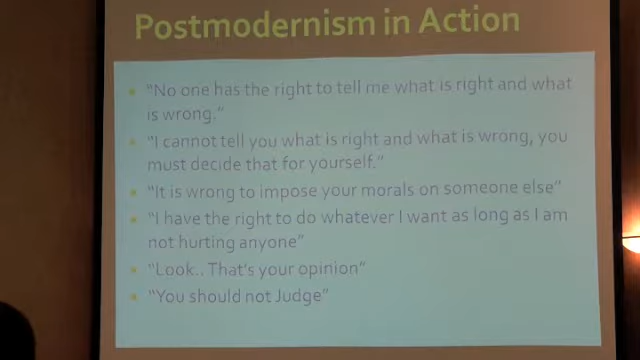 Postmodernism in Action
"No one has the right to tell me what is right and what
is wrong."
"I cannot tell you what is right and what is wrong, you
must decide that for yourself."
"It is wrong to impose your morals on someone else"
"I have the right to do whatever I want as long as I am
not hurting anyone"
"Look.. That's your opinion"
"You should not Judge"